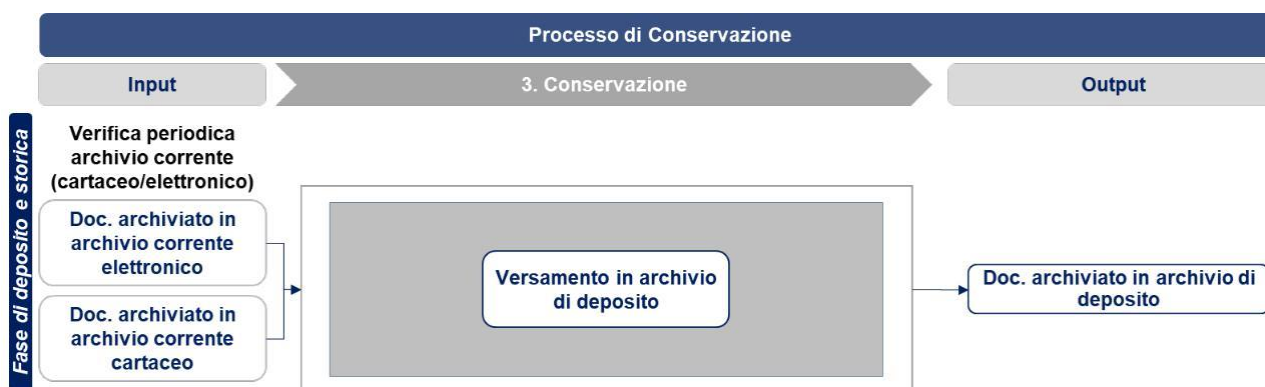 Processo di Conservazione
Input
3. Conservazione
Output
Fase di deposito e storica
Verifica periodica
archivio corrente
(cartaceo/elettronico)
Doc. archiviato in
archivio corrente
elettronico
Doc. archiviato in
archivio corrente
cartaceo
Versamento in archivio
di deposito
Doc. archiviato in archivio di
deposito